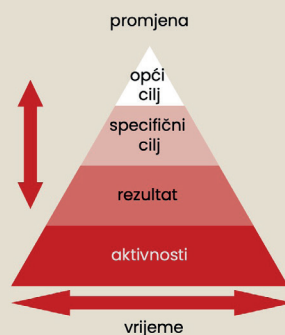 promjena
opći
cilj
specifični
cilj
rezultat
aktivnosti
vrijeme